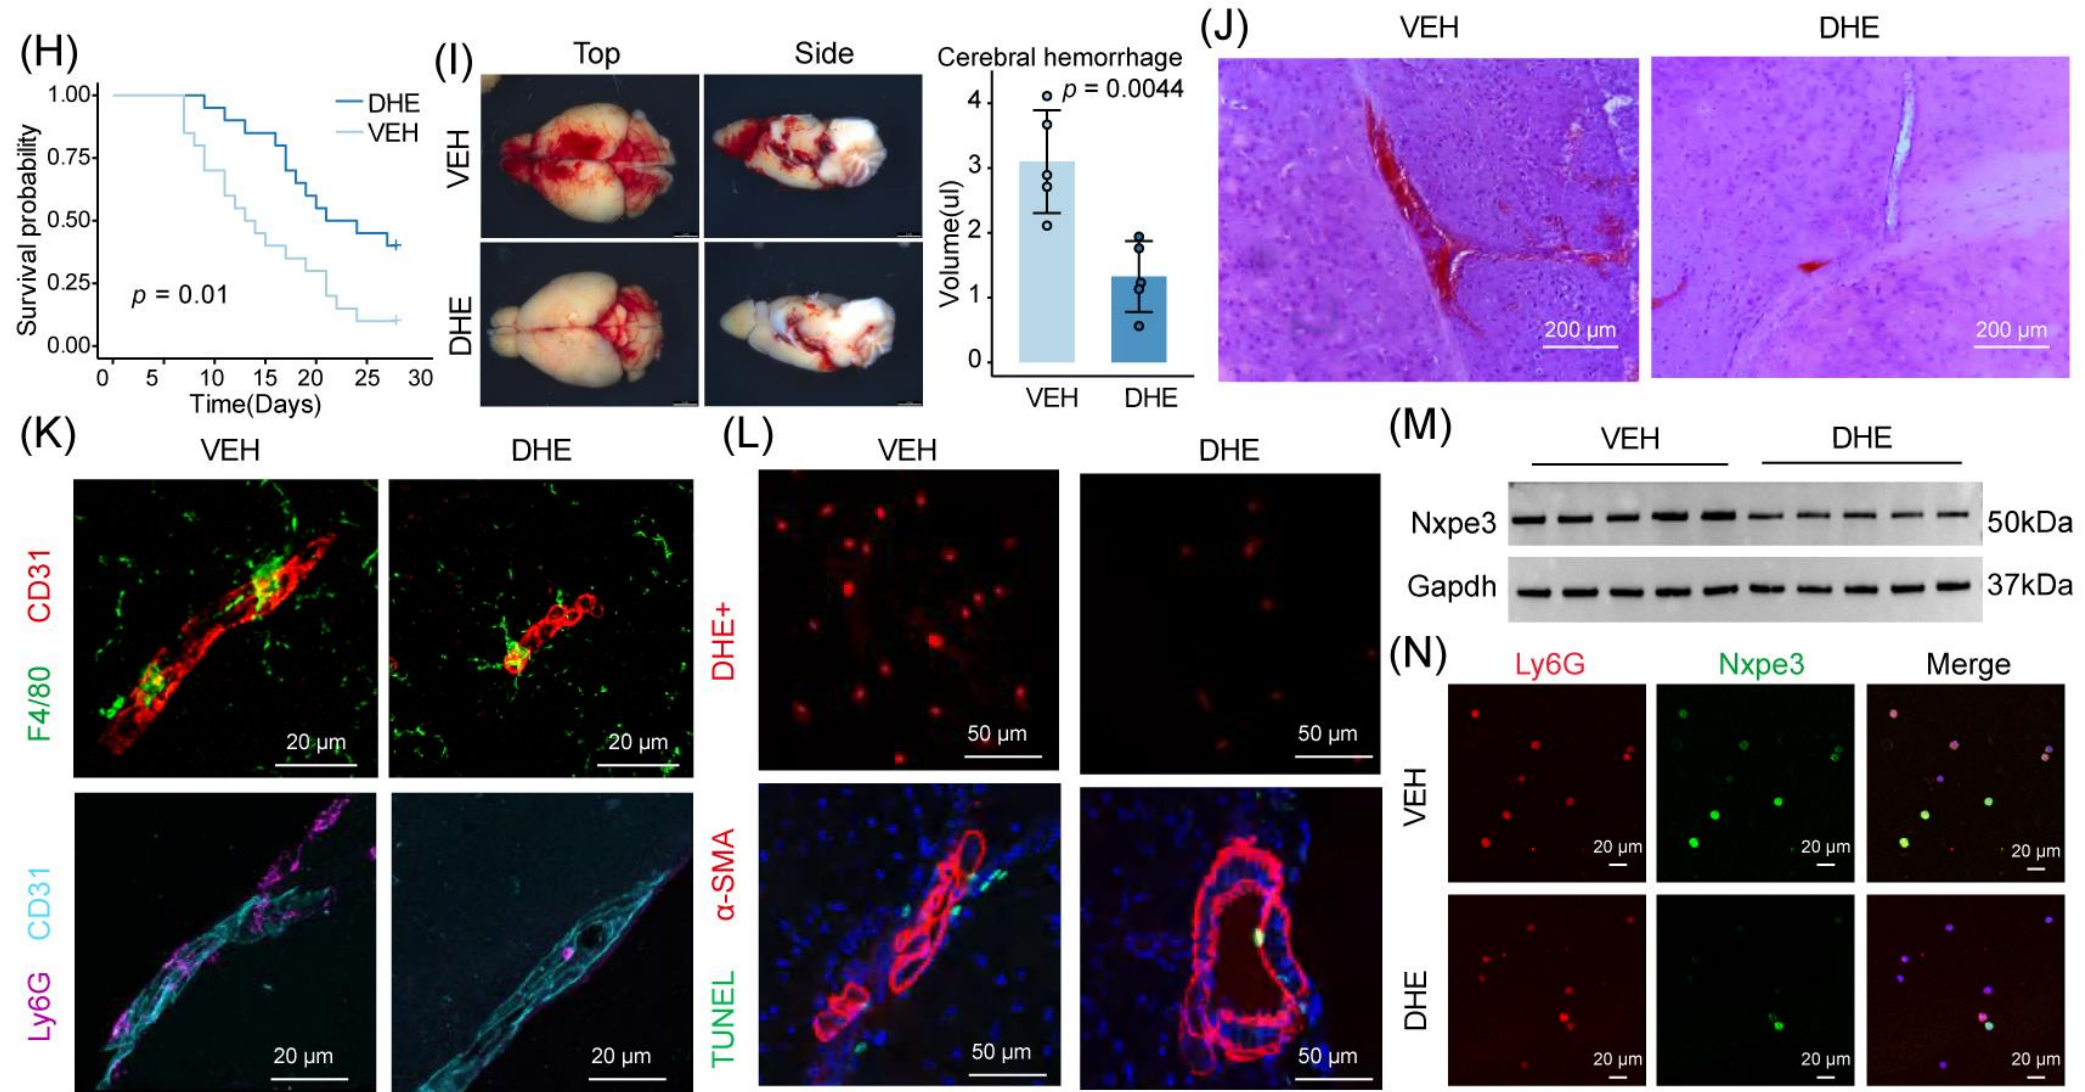 (H)
1.00
0.75
0.50
0.25
0.00
Survival probability
DHE
VEH
p = 0.01
0 5 10 15 20 25 30
Time(Days)
(I)
Top Side
VEH
DHE
Cerebral hemorrhage
p = 0.0044
4
3
2
1
0
Volume(ul)
VEH DHE
(J)
VEH DHE
200 µm
200 µm
(K)
VEH DHE
F4/80 CD31
20 µm
20 µm
Ly6G CD31
20 µm
20 µm
(L)
VEH DHE
DHE+
50 µm
50 µm
TUNEL α-SMA
50 µm
50 µm
(M)
VEH DHE
Nxpe3 50kDa
Gapdh 37kDa
(N)
Ly6G Nxpe3 Merge
VEH
20 µm
20 µm
20 µm
DHE
20 µm
20 µm
20 µm